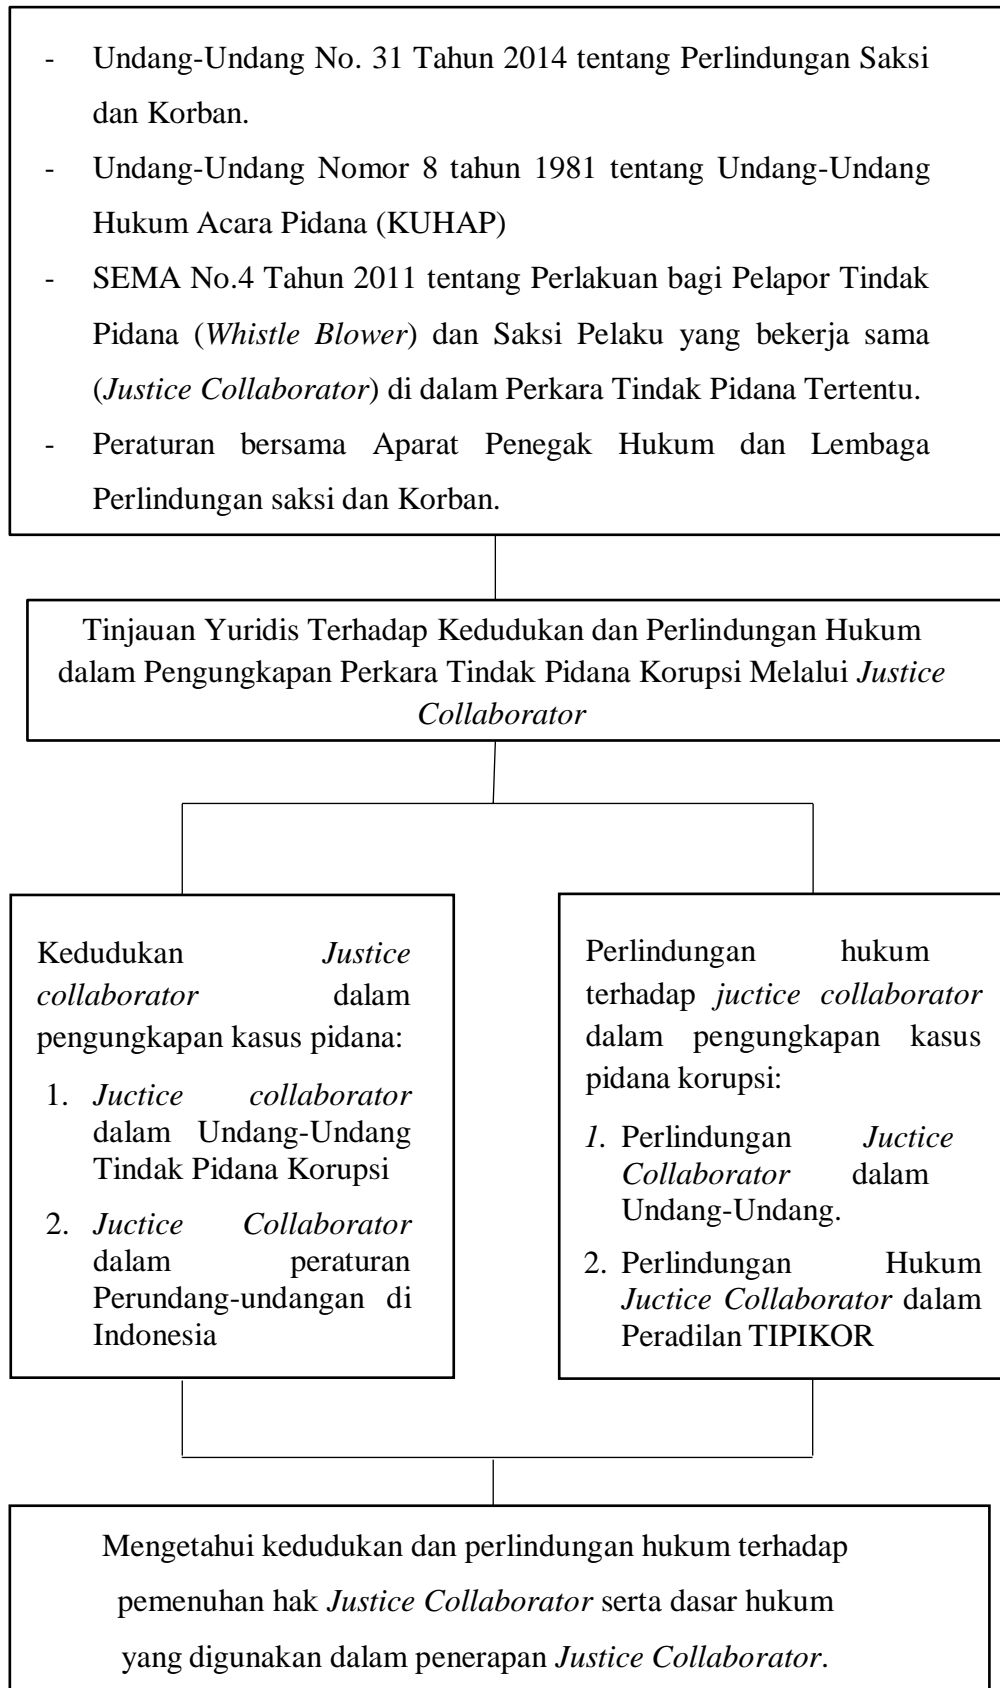 - Undang-Undang No. 31 Tahun 2014 tentang Perlindungan Saksi
dan Korban.
- Undang-Undang Nomor 8 tahun 1981 tentang Undang-Undang
Hukum Acara Pidana (KUHAP)
- SEMA No.4 Tahun 2011 tentang Perlakuan bagi Pelapor Tindak
Pidana (Whistle Blower) dan Saksi Pelaku yang bekerja sama
(Justice Collaborator) di dalam Perkara Tindak Pidana Tertentu.
- Peraturan bersama Aparat Penegak Hukum dan Lembaga
Perlindungan saksi dan Korban.
Tinjauan Yuridis Terhadap Kedudukan dan Perlindungan Hukum
dalam Pengungkapan Perkara Tindak Pidana Korupsi Melalui Justice
Collaborator
Kedudukan Justice
collaborator dalam
pengungkapan kasus pidana:
1. Juctice collaborator
dalam Undang-Undang
Tindak Pidana Korupsi
2. Juctice Collaborator
dalam peraturan
Perundang-undangan di
Indonesia
Perlindungan hukum
terhadap juctice collaborator
dalam pengungkapan kasus
pidana korupsi:
1. Perlindungan Juctice
Collaborator dalam
Undang-Undang.
2. Perlindungan Hukum
Juctice Collaborator dalam
Peradilan TIPIKOR
Mengetahui kedudukan dan perlindungan hukum terhadap
pemenuhan hak Justice Collaborator serta dasar hukum
yang digunakan dalam penerapan Justice Collaborator.